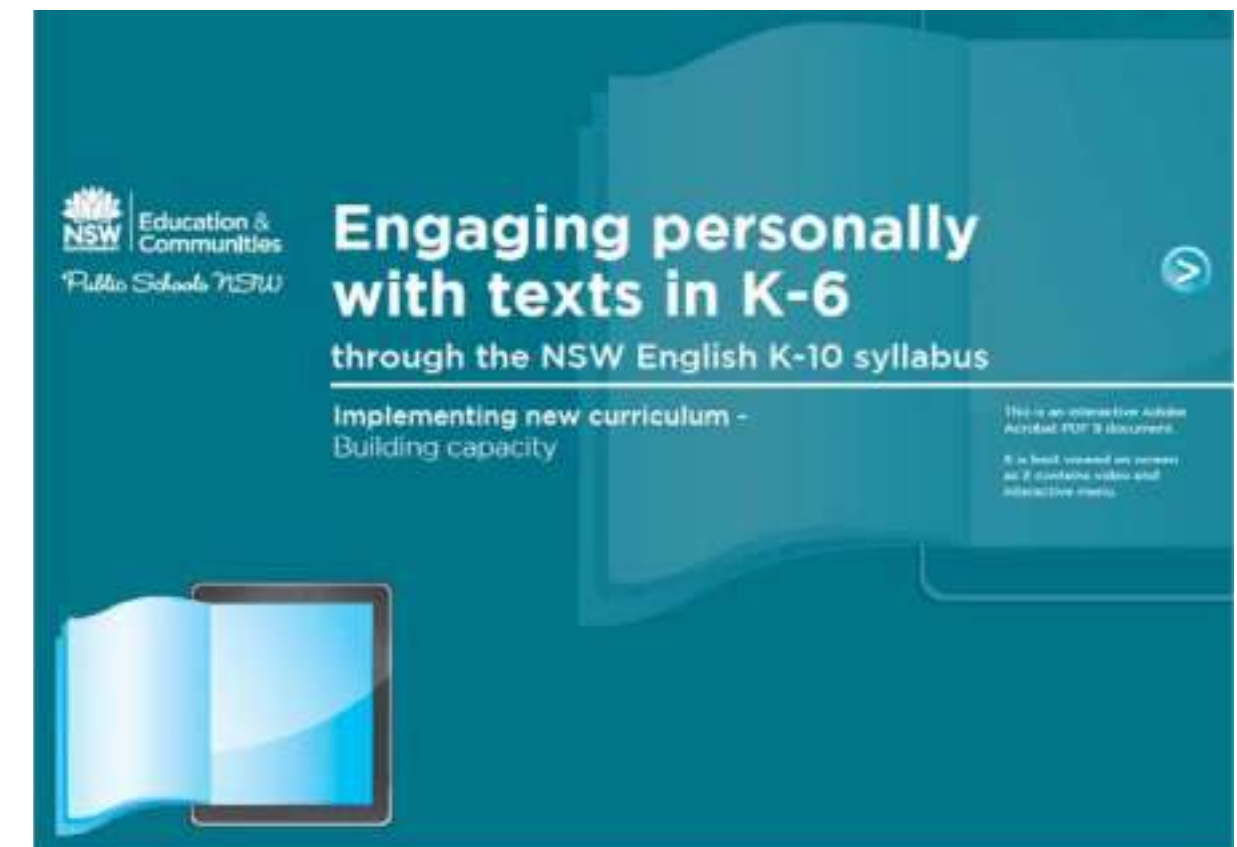 NSW
Education &
Communities
Public Schools NSW
Engaging personally
with texts in K-6
through the NSW English K-10 syllabus
Implementing new curriculum -
Building capacity
This is an interactive Adobe
Acrobat PDF 9 document.
It is best viewed on screen
as it contains video and
interactive menu.